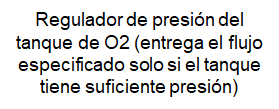 Regulador de presión del
tanque de O2 (entrega el flujo
especificado solo si el tanque
tiene suficiente presión)